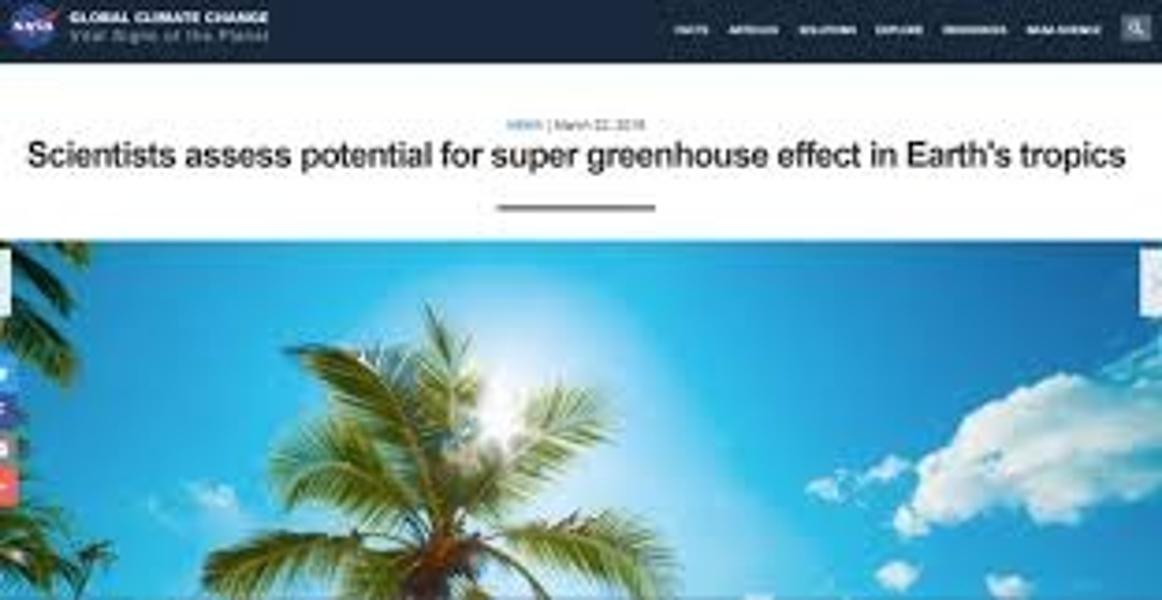 NASA
GLOBAL CLIMATE CHANGE
Vital Signs of the Planet
FACTS ARTICLES SOLUTIONS EXPLORE RESOURCES NASA SCIENCE
NEWS | March 22,
Scientists assess potential for super greenhouse effect in Earth's tropics